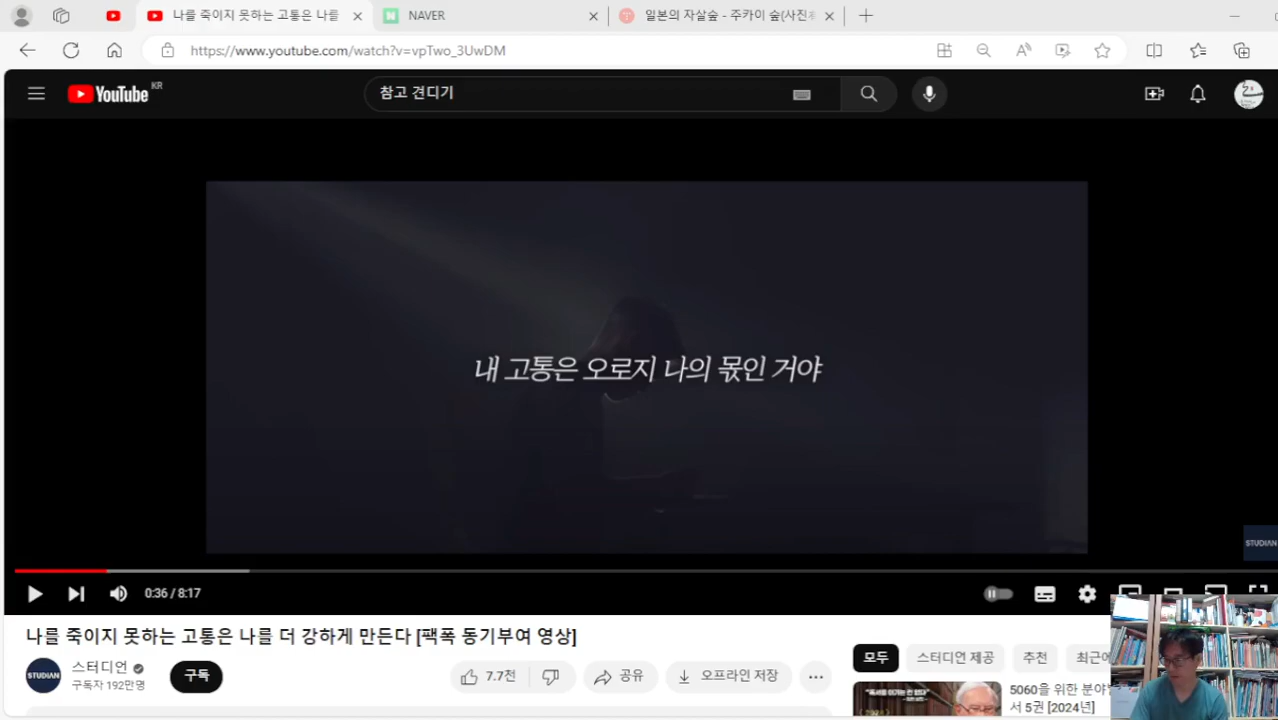 나를 죽이지 못하는 고통은 나를
NAVER
일본의 자살숲 - 주카이 숲(사진
https://www.youtube.com/watch?v=vpTwo_3UwDM
YouTube KR
참고 견디기
내 고통은 오로지 나의 몫인 거야
STUDIAN
0:36 / 8:17
나를 죽이지 못하는 고통은 나를 더 강하게 만든다 [팩폭 동기부여 영상]
STUDIAN
스터디언
구독자 192만명
구독
7.7천
공유
오프라인 저장
모두
스터디언 제공
추천
최근에
5060을 위한 분야
서 5권 [2024년]